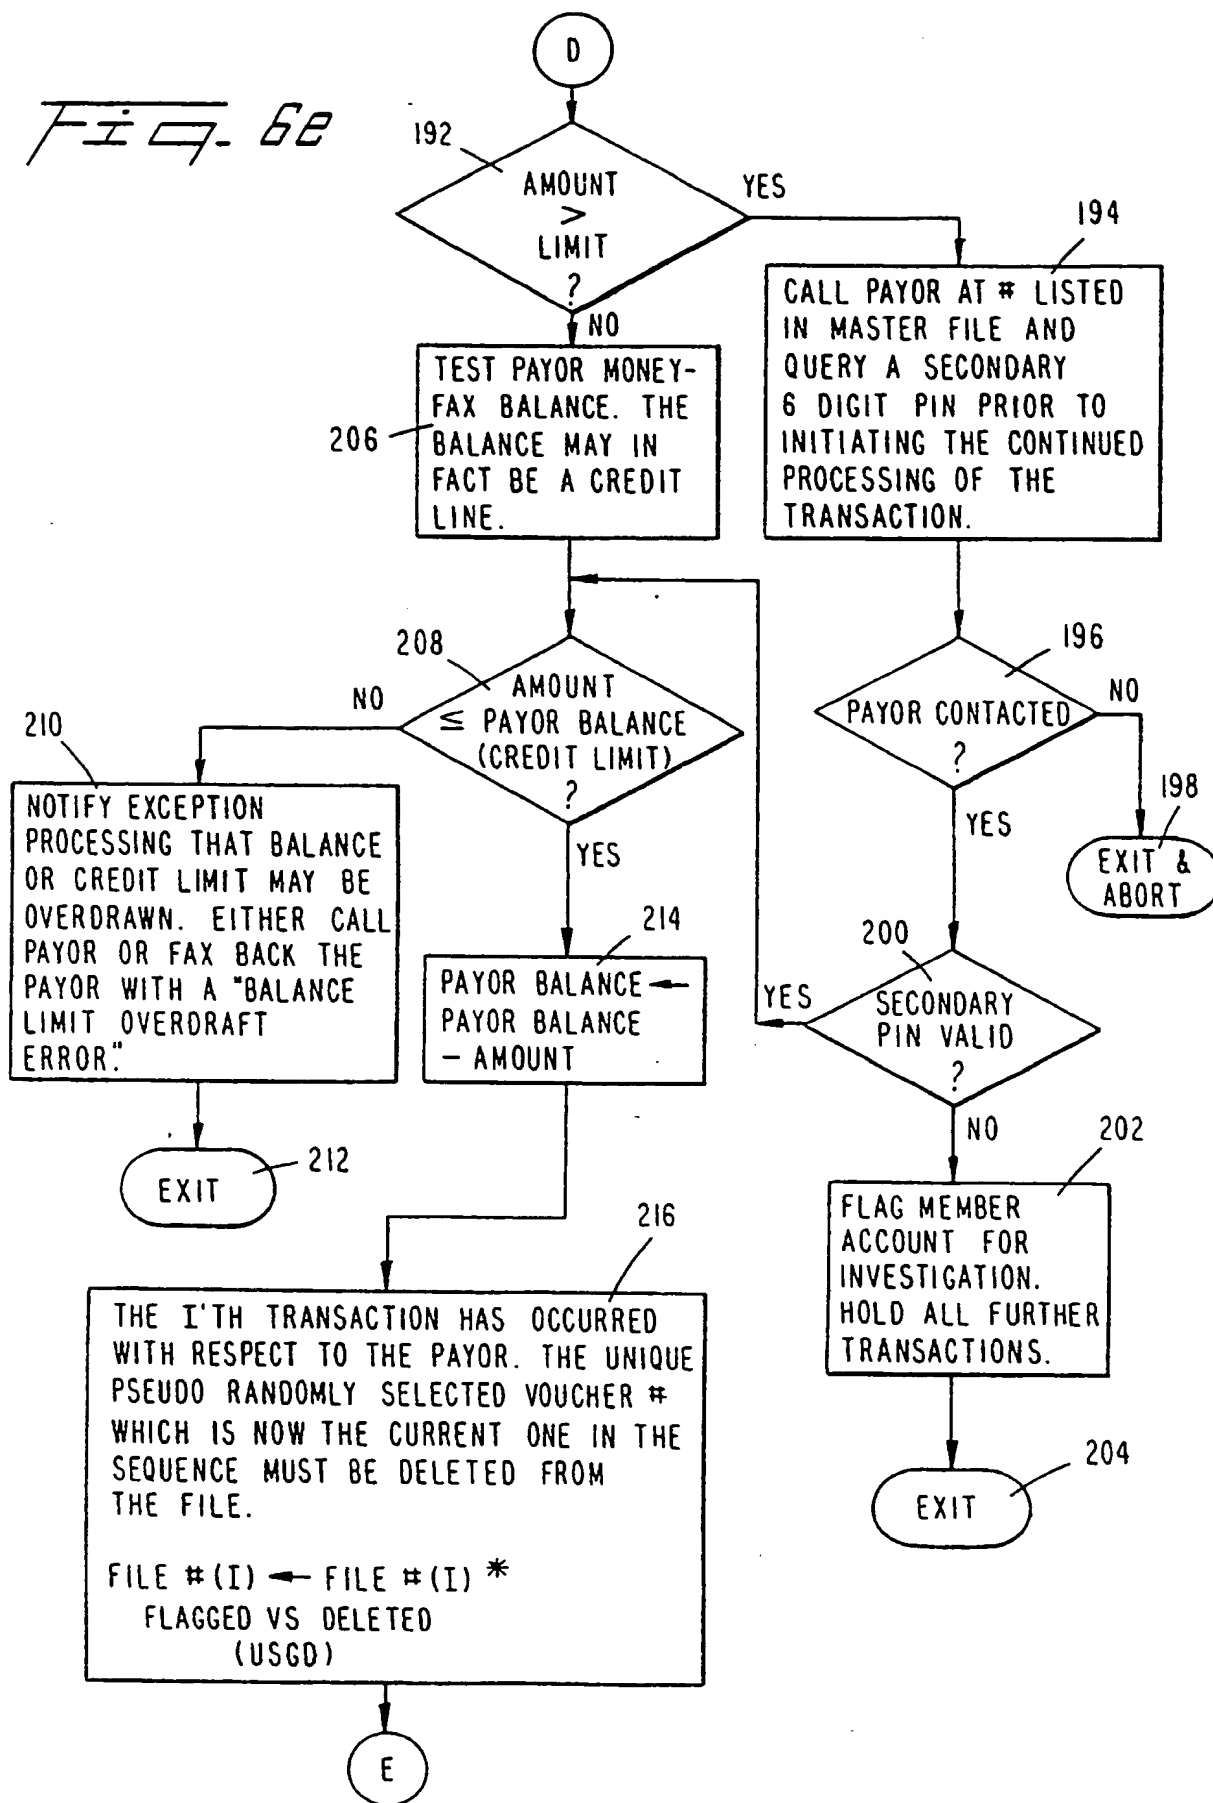 D
Fig. 6e
192
AMOUNT
>
LIMIT
?
YES
NO
194
CALL PAYOR AT # LISTED
IN MASTER FILE AND
QUERY A SECONDARY
6 DIGIT PIN PRIOR TO
INITIATING THE CONTINUED
PROCESSING OF THE
TRANSACTION.
206
TEST PAYOR MONEY-
FAX BALANCE. THE
BALANCE MAY IN
FACT BE A CREDIT
LINE.
208
AMOUNT
≤ PAYOR BALANCE
(CREDIT LIMIT)
?
NO
YES
196
PAYOR CONTACTED
?
NO
YES
198
EXIT &
ABORT
210
NOTIFY EXCEPTION
PROCESSING THAT BALANCE
OR CREDIT LIMIT MAY BE
OVERDRAWN. EITHER CALL
PAYOR OR FAX BACK THE
PAYOR WITH A "BALANCE
LIMIT OVERDRAFT
ERROR."
212
EXIT
214
PAYOR BALANCE ←
PAYOR BALANCE
– AMOUNT
200
SECONDARY
PIN VALID
?
YES
NO
202
FLAG MEMBER
ACCOUNT FOR
INVESTIGATION.
HOLD ALL FURTHER
TRANSACTIONS.
204
EXIT
216
THE I'TH TRANSACTION HAS OCCURRED
WITH RESPECT TO THE PAYOR. THE UNIQUE
PSEUDO RANDOMLY SELECTED VOUCHER #
WHICH IS NOW THE CURRENT ONE IN THE
SEQUENCE MUST BE DELETED FROM
THE FILE.
FILE #(I) ← FILE #(I) *
FLAGGED VS DELETED
(USGD)
E